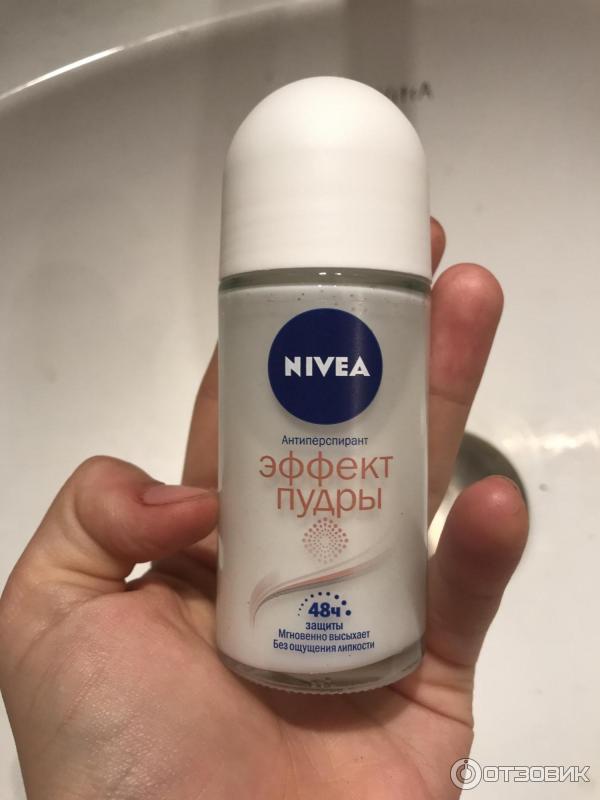 NIVEA
Антиперспирант
эффект
пудры
48ч
защиты
Мгновенно высыхает
Без ощущения липкости
ОТЗОВИК